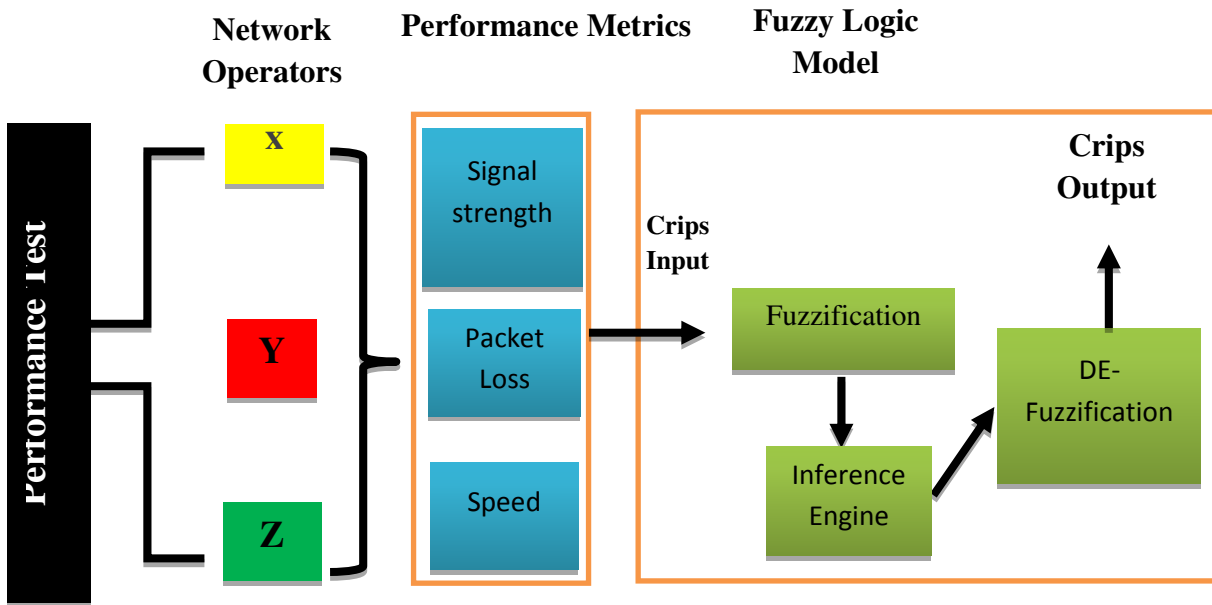 Network
Operators
Performance Metrics
Fuzzy Logic
Model
Performance Test
x
Y
Z
Signal
strength
Packet
Loss
Speed
Crips
Input
Fuzzification
Inference
Engine
DE-
Fuzzification
Crips
Output